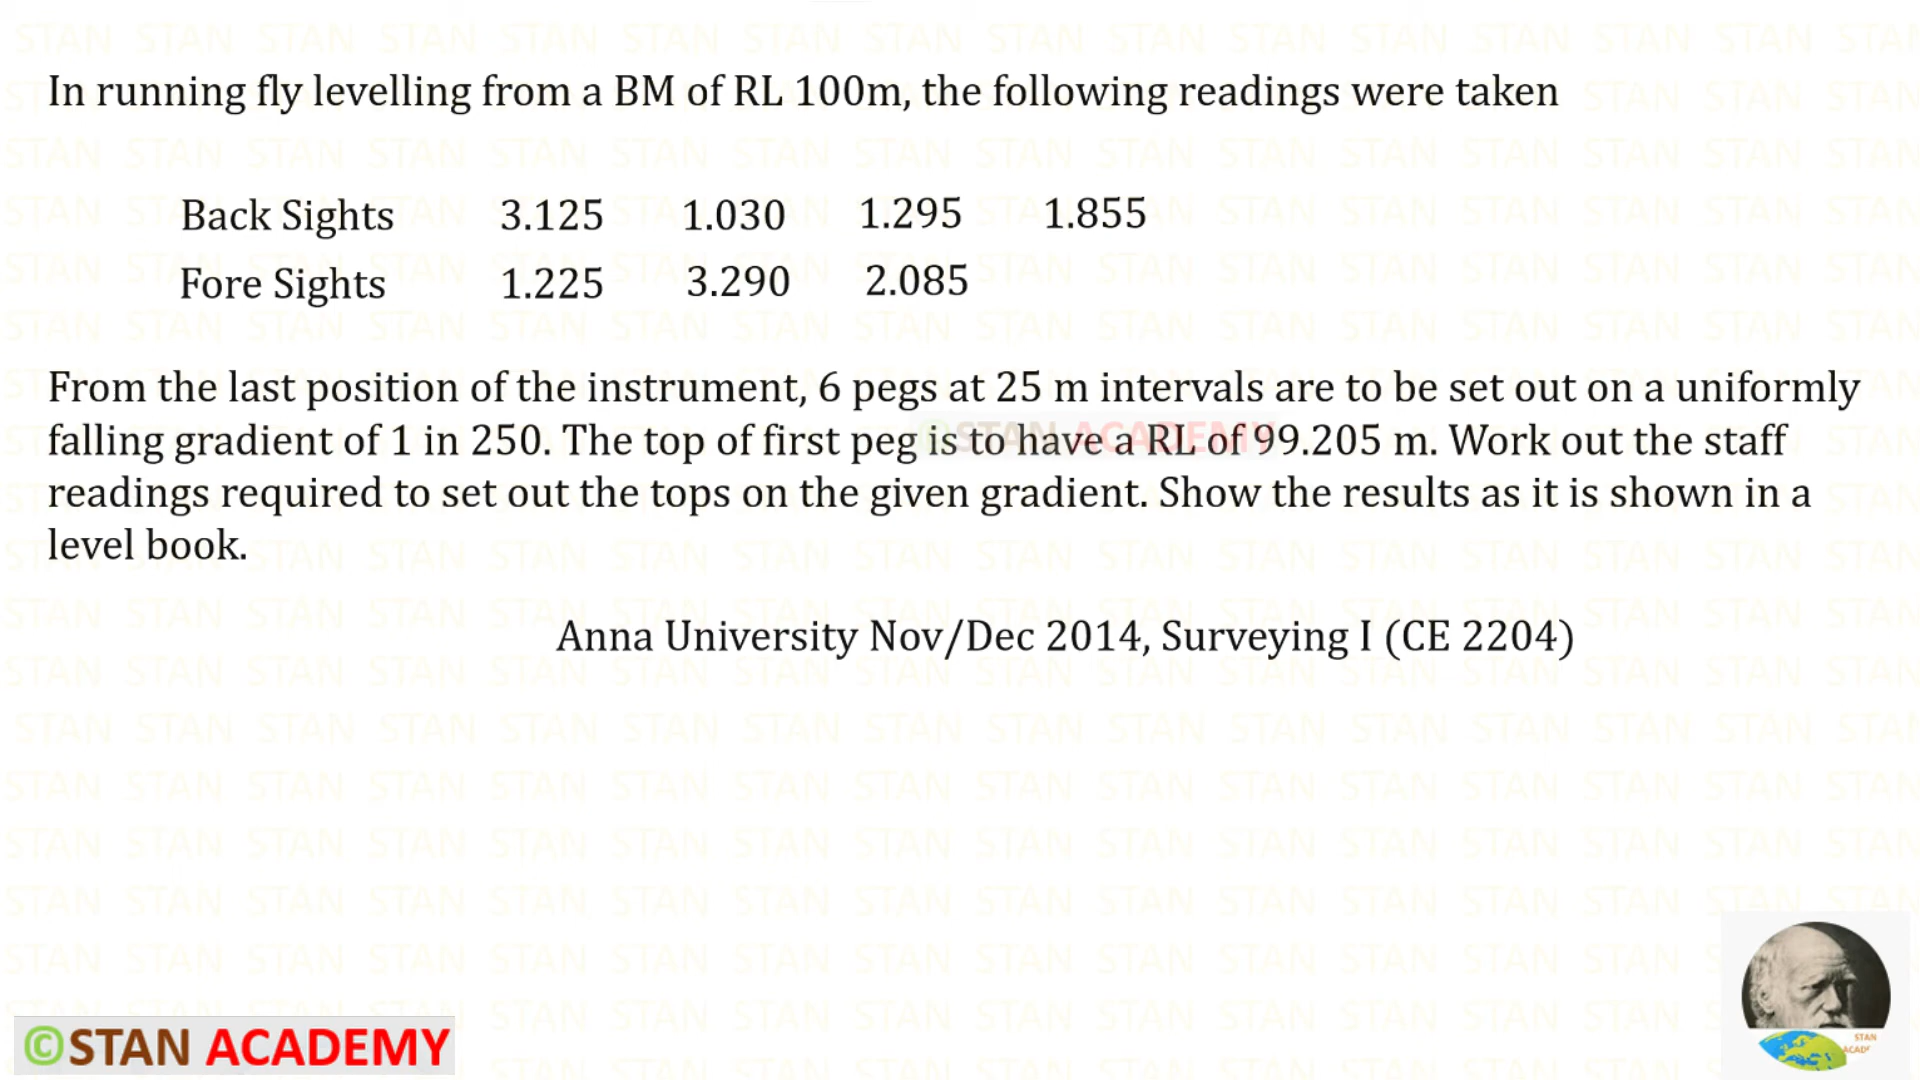 In running fly levelling from a BM of RL 100m, the following readings were taken
Back Sights 3.125 1.030 1.295 1.855
Fore Sights 1.225 3.290 2.085
From the last position of the instrument, 6 pegs at 25 m intervals are to be set out on a uniformly
falling gradient of 1 in 250. The top of first peg is to have a RL of 99.205 m. Work out the staff
readings required to set out the tops on the given gradient. Show the results as it is shown in a
level book.
©STAN ACADEMY
Anna University Nov/Dec 2014, Surveying I (CE 2204)
©STAN ACADEMY
STAN